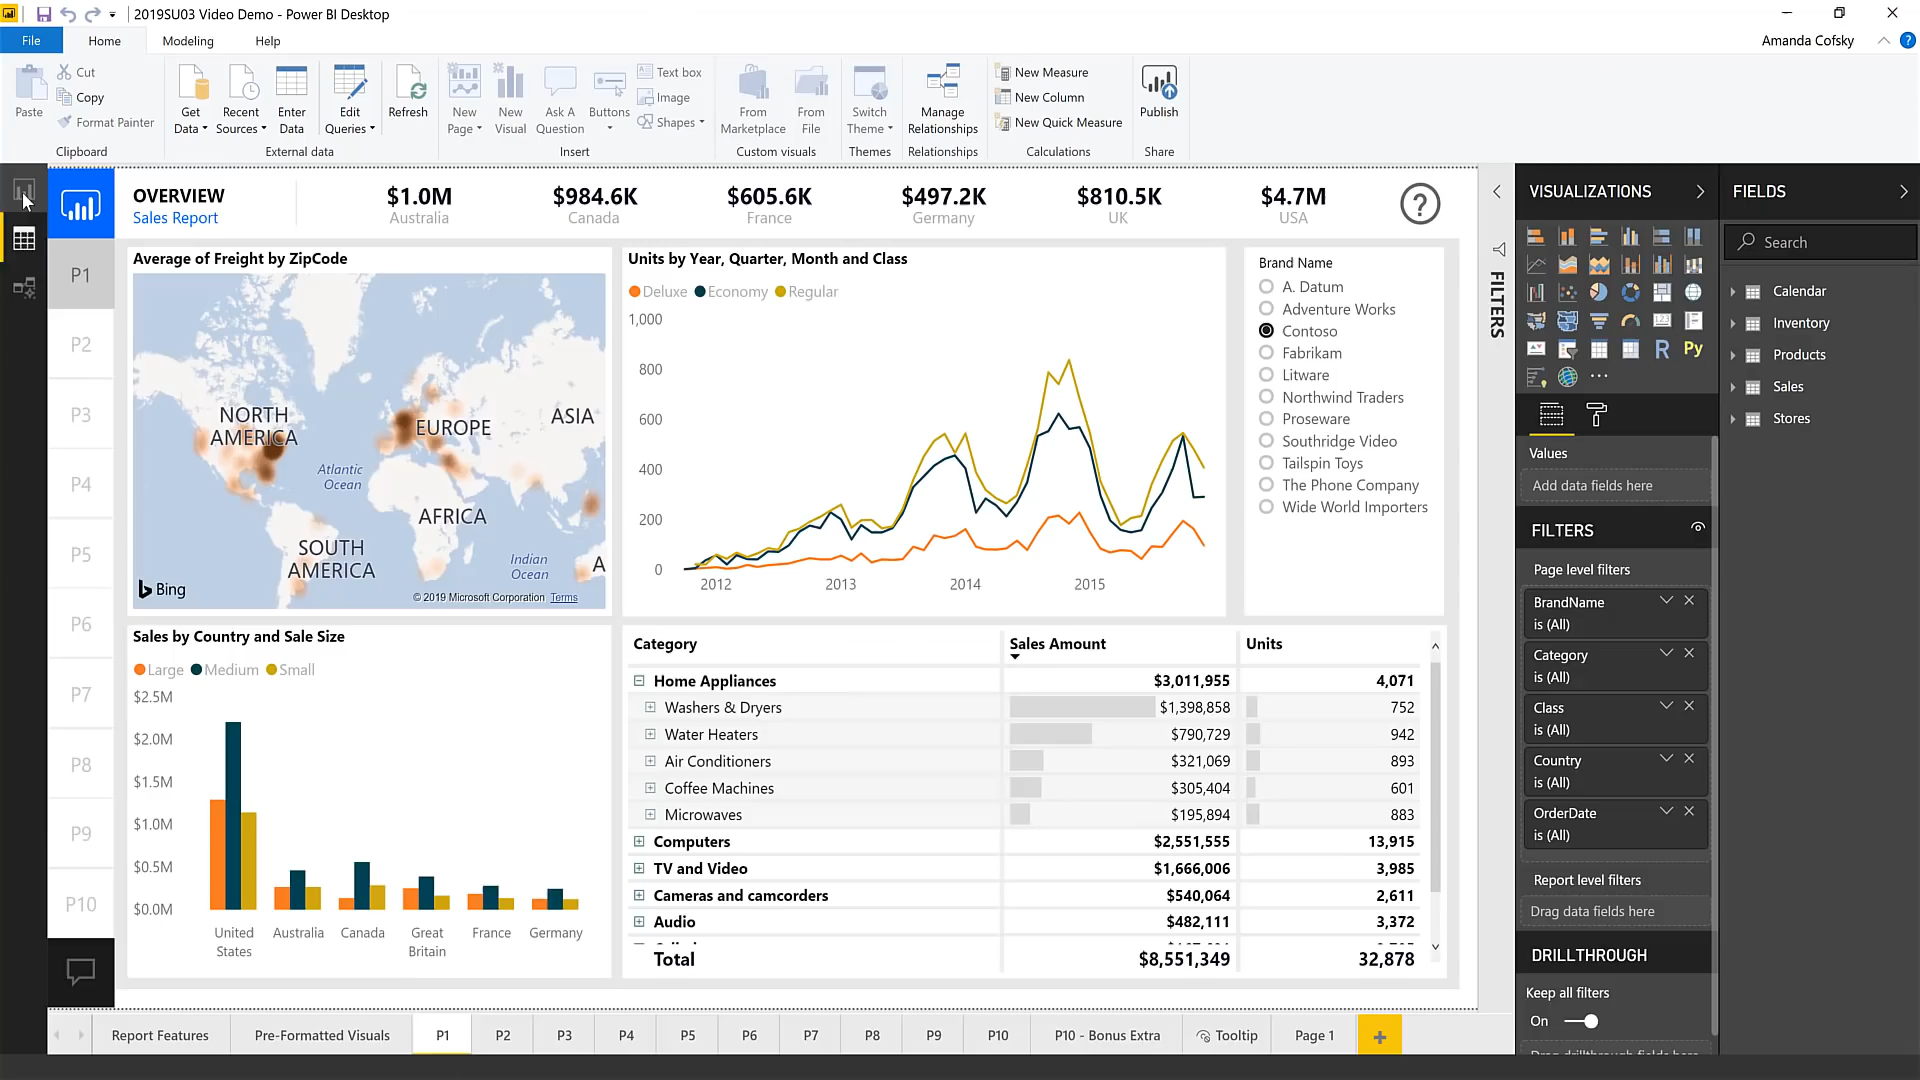 2019SU03 Video Demo - Power BI Desktop
File
Home
Modeling
Help
Amanda Cofsky
?
Paste
Cut
Copy
Format Painter
Clipboard
Get Data
Recent Sources
Enter Data
Edit Queries
Refresh
External data
New Page
New Visual
Ask A Question
Buttons
Text box
Image
Shapes
Insert
From Marketplace
From File
Custom visuals
Switch Theme
Themes
Manage Relationships
Relationships
New Measure
New Column
New Quick Measure
Calculations
Publish
Share
OVERVIEW
Sales Report
$1.0M
Australia
$984.6K
Canada
$605.6K
France
$497.2K
Germany
$810.5K
UK
$4.7M
USA
?
P1
P2
P3
P4
P5
P6
P7
P8
P9
P10
Average of Freight by ZipCode
NORTH AMERICA
EUROPE
ASIA
Atlantic Ocean
AFRICA
SOUTH AMERICA
Indian Ocean
A
Bing
© 2019 Microsoft Corporation Terms
Units by Year, Quarter, Month and Class
Deluxe Economy Regular
1,000
800
600
400
200
0
2012 2013 2014 2015
Brand Name
A. Datum
Adventure Works
Contoso
Fabrikam
Litware
Northwind Traders
Proseware
Southridge Video
Tailspin Toys
The Phone Company
Wide World Importers
Sales by Country and Sale Size
Large Medium Small
$2.5M
$2.0M
$1.5M
$1.0M
$0.5M
$0.0M
United States
Australia
Canada
Great Britain
France
Germany
Category Sales Amount Units
Home Appliances $3,011,955 4,071
Washers & Dryers $1,398,858 752
Water Heaters $790,729 942
Air Conditioners $321,069 893
Coffee Machines $305,404 601
Microwaves $195,894 883
Computers $2,551,555 13,915
TV and Video $1,666,006 3,985
Cameras and camcorders $540,064 2,611
Audio $482,111 3,372
Total $8,551,349 32,878
FILTERS
VISUALIZATIONS
R
Py
Values
Add data fields here
FILTERS
Page level filters
BrandName
is (All)
Category
is (All)
Class
is (All)
Country
is (All)
OrderDate
is (All)
Report level filters
Drag data fields here
DRILLTHROUGH
Keep all filters
On
FIELDS
Search
Calendar
Inventory
Products
Sales
Stores
Report Features
Pre-Formatted Visuals
P1
P2
P3
P4
P5
P6
P7
P8
P9
P10
P10 - Bonus Extra
Tooltip
Page 1